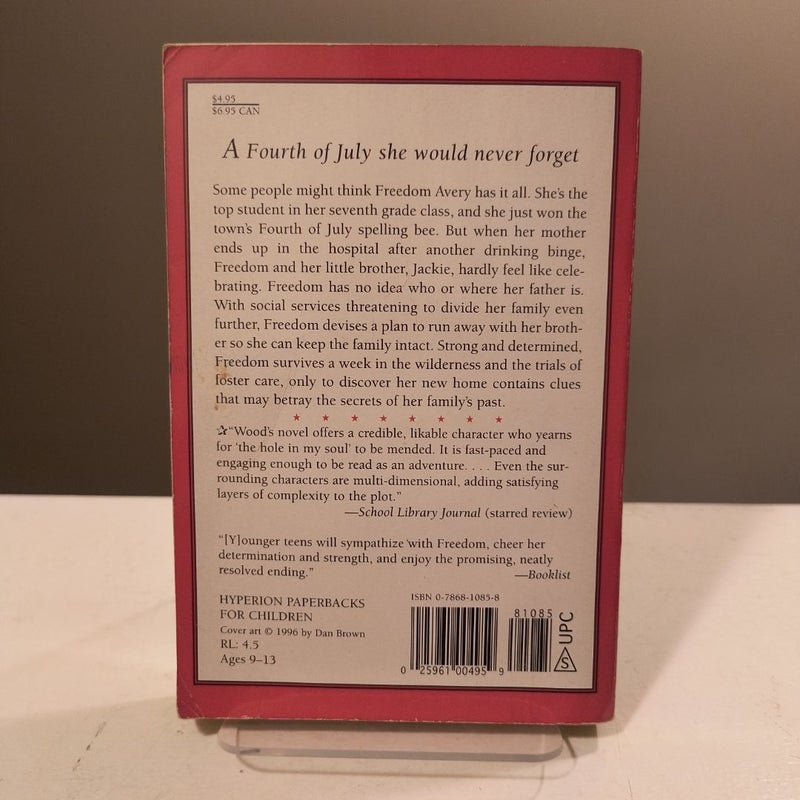 $4.95
$6.95 CAN
A Fourth of July she would never forget
Some people might think Freedom Avery has it all. She's the
top student in her seventh grade class, and she just won the
town's Fourth of July spelling bee. But when her mother
ends up in the hospital after another drinking binge,
Freedom and her little brother, Jackie, hardly feel like cele-
brating. Freedom has no idea who or where her father is.
With social services threatening to divide her family even
further, Freedom devises a plan to run away with her broth-
er so she can keep the family intact. Strong and determined,
Freedom survives a week in the wilderness and the trials of
foster care, only to discover her new home contains clues
that may betray the secrets of her family's past.
★ ★ ★ ★ ★ ★ ★ ★
✰"Wood's novel offers a credible, likable character who yearns
for 'the hole in my soul' to be mended. It is fast-paced and
engaging enough to be read as an adventure. . . . Even the sur-
rounding characters are multi-dimensional, adding satisfying
layers of complexity to the plot."
—School Library Journal (starred review)
"[Y]ounger teens will sympathize with Freedom, cheer her
determination and strength, and enjoy the promising, neatly
resolved ending."
—Booklist
HYPERION PAPERBACKS
FOR CHILDREN
Cover art © 1996 by Dan Brown
RL: 4.5
Ages 9–13
ISBN 0-7868-1085-8
81085
0 25961 00495 9
UPC
S